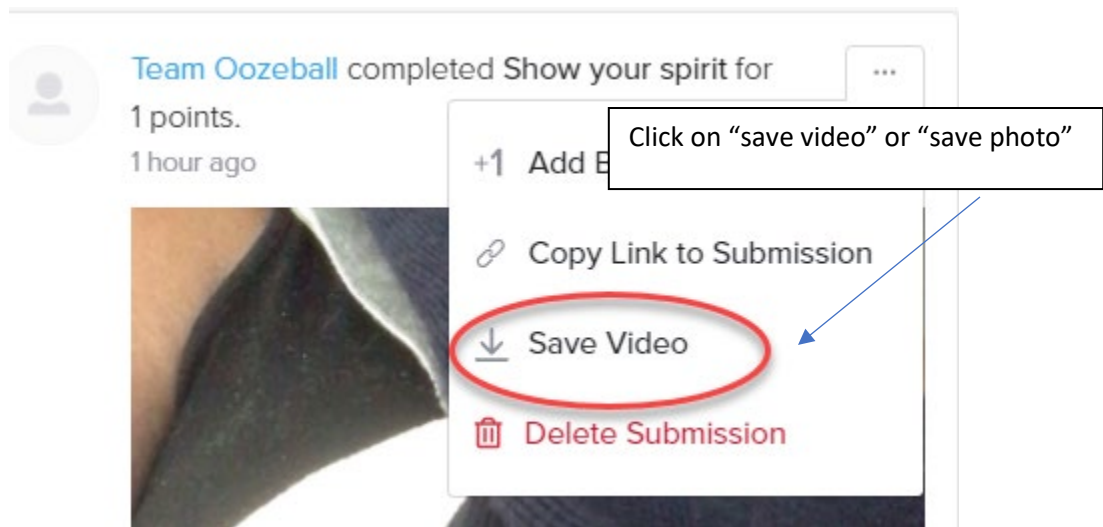 Team Oozeball completed Show your spirit for
1 points.
1 hour ago
...
Click on “save video” or “save photo”
+1 Add
Copy Link to Submission
Save Video
Delete Submission